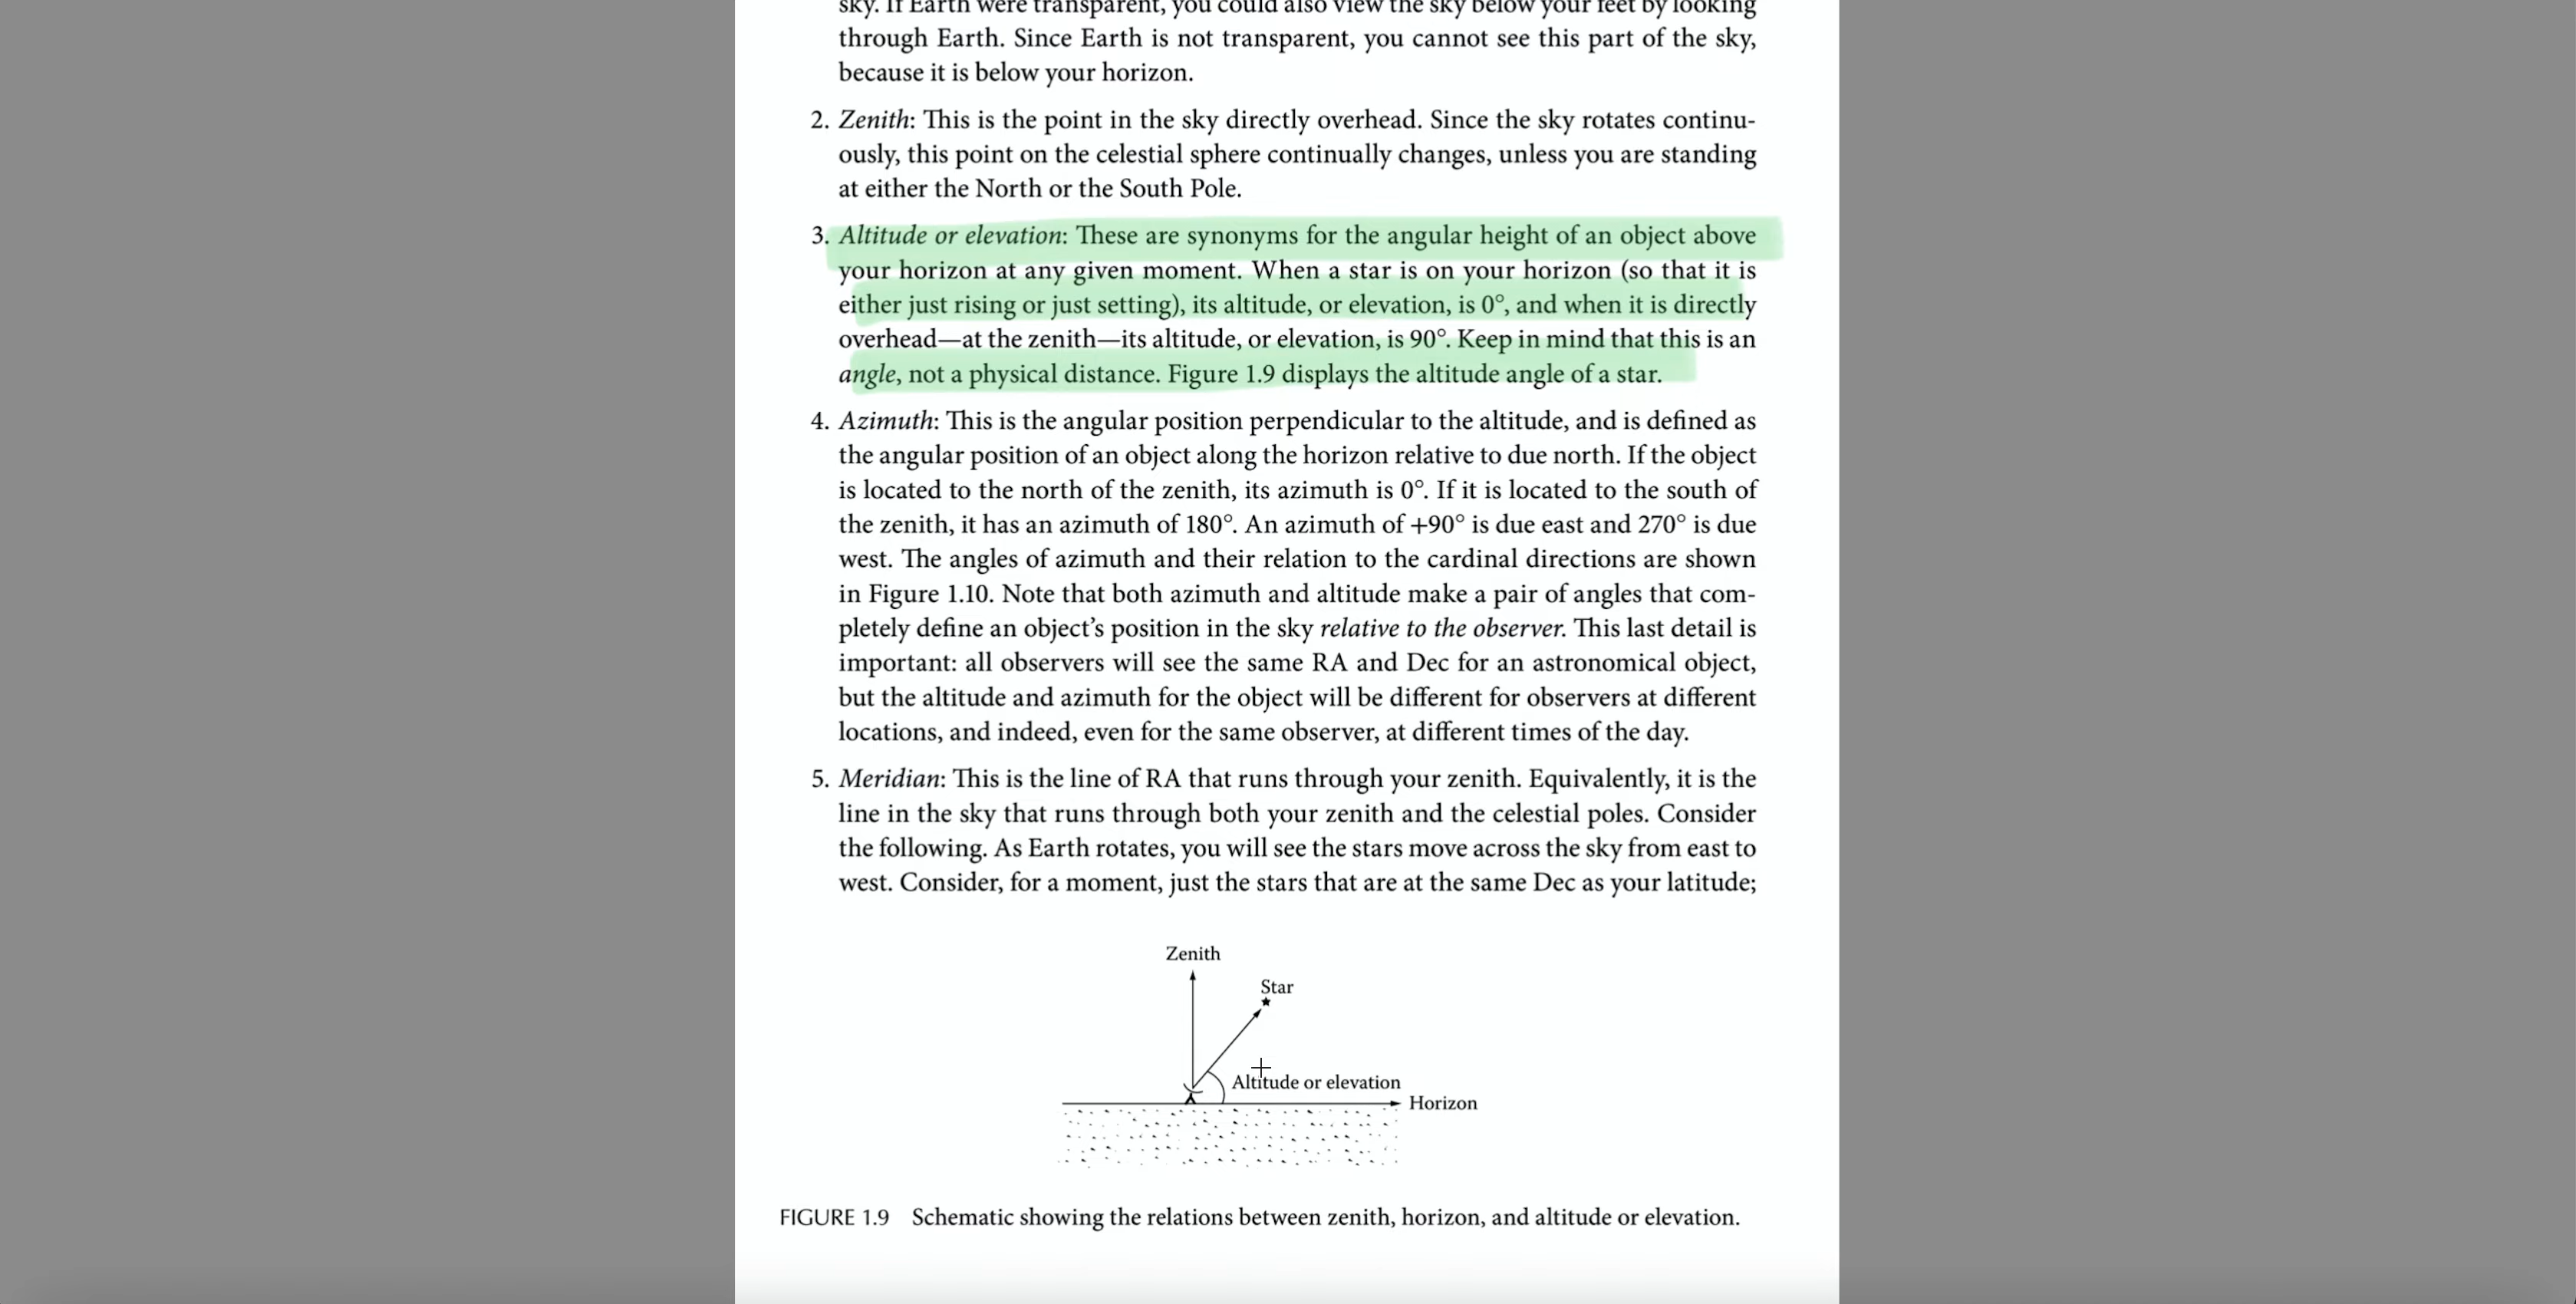 sky. If Earth were transparent, you could also view the sky below your feet by looking
through Earth. Since Earth is not transparent, you cannot see this part of the sky,
because it is below your horizon.
2. Zenith: This is the point in the sky directly overhead. Since the sky rotates continu-
ously, this point on the celestial sphere continually changes, unless you are standing
at either the North or the South Pole.
3. Altitude or elevation: These are synonyms for the angular height of an object above
your horizon at any given moment. When a star is on your horizon (so that it is
either just rising or just setting), its altitude, or elevation, is 0°, and when it is directly
overhead—at the zenith—its altitude, or elevation, is 90°. Keep in mind that this is an
angle, not a physical distance. Figure 1.9 displays the altitude angle of a star.
4. Azimuth: This is the angular position perpendicular to the altitude, and is defined as
the angular position of an object along the horizon relative to due north. If the object
is located to the north of the zenith, its azimuth is 0°. If it is located to the south of
the zenith, it has an azimuth of 180°. An azimuth of +90° is due east and 270° is due
west. The angles of azimuth and their relation to the cardinal directions are shown
in Figure 1.10. Note that both azimuth and altitude make a pair of angles that com-
pletely define an object's position in the sky relative to the observer. This last detail is
important: all observers will see the same RA and Dec for an astronomical object,
but the altitude and azimuth for the object will be different for observers at different
locations, and indeed, even for the same observer, at different times of the day.
5. Meridian: This is the line of RA that runs through your zenith. Equivalently, it is the
line in the sky that runs through both your zenith and the celestial poles. Consider
the following. As Earth rotates, you will see the stars move across the sky from east to
west. Consider, for a moment, just the stars that are at the same Dec as your latitude;
Zenith
Star
Altitude or elevation
Horizon
FIGURE 1.9 Schematic showing the relations between zenith, horizon, and altitude or elevation.